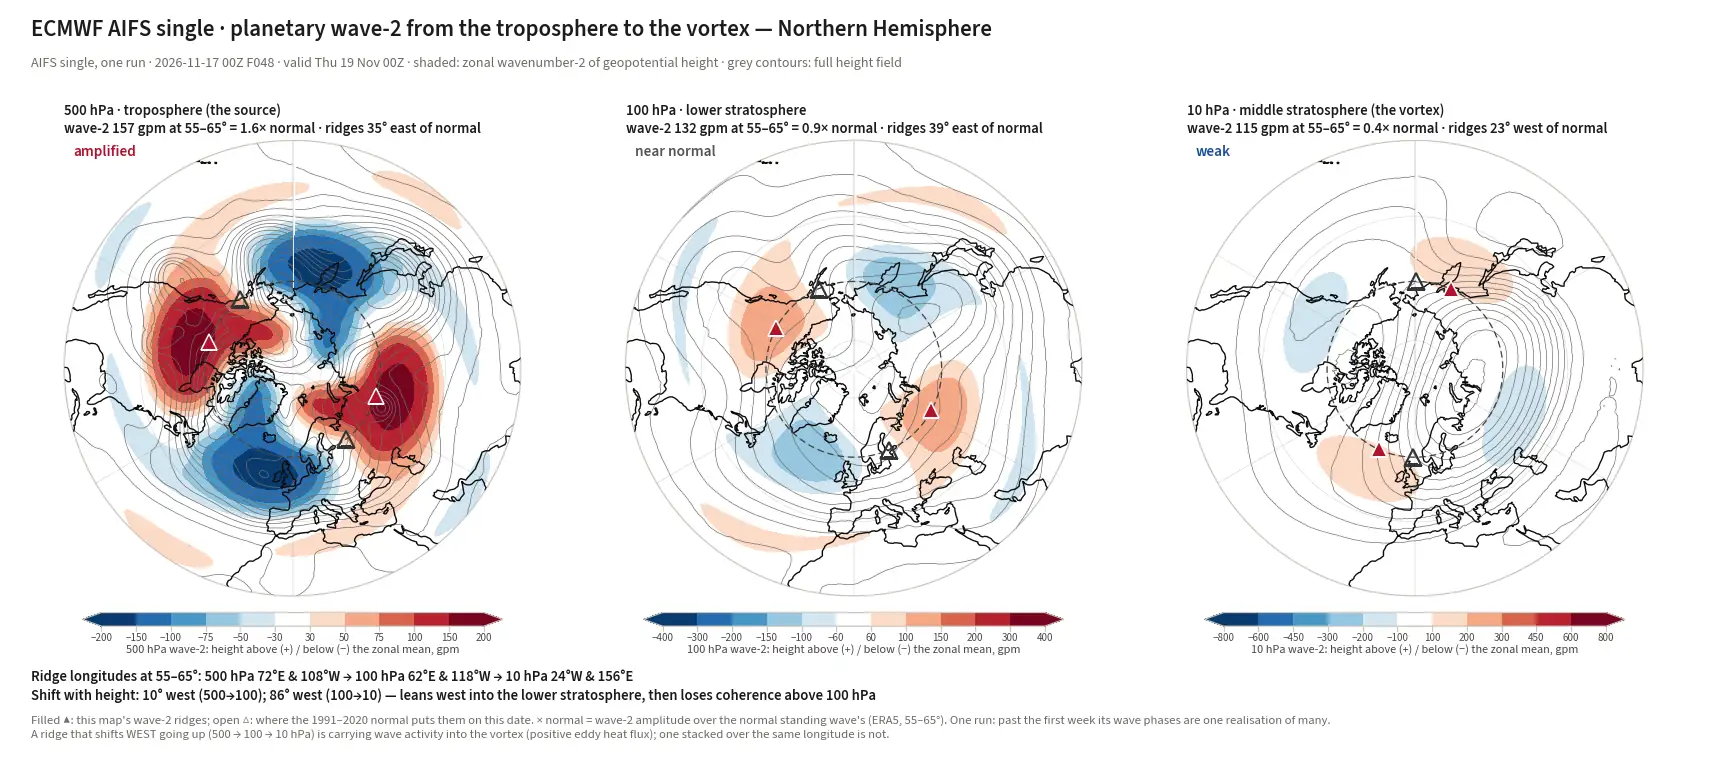 ECMWF AIFS single · planetary wave-2 from the troposphere to the vortex — Northern Hemisphere
AIFS single, one run · 2026-11-17 00Z F048 · valid Thu 19 Nov 00Z · shaded: zonal wavenumber-2 of geopotential height · grey contours: full height field
500 hPa · troposphere (the source)
wave-2 157 gpm at 55–65° = 1.6× normal · ridges 35° east of normal
amplified
100 hPa · lower stratosphere
wave-2 132 gpm at 55–65° = 0.9× normal · ridges 39° east of normal
near normal
10 hPa · middle stratosphere (the vortex)
wave-2 115 gpm at 55–65° = 0.4× normal · ridges 23° west of normal
weak
−200 −150 −100 −75 −50 −30 30 50 75 100 150 200
500 hPa wave-2: height above (+) / below (−) the zonal mean, gpm
−400 −300 −200 −150 −100 −60 60 100 150 200 300 400
100 hPa wave-2: height above (+) / below (−) the zonal mean, gpm
−800 −600 −450 −300 −200 −100 100 200 300 450 600 800
10 hPa wave-2: height above (+) / below (−) the zonal mean, gpm
Ridge longitudes at 55–65°: 500 hPa 72°E & 108°W → 100 hPa 62°E & 118°W → 10 hPa 24°W & 156°E
Shift with height: 10° west (500→100); 86° west (100→10) — leans west into the lower stratosphere, then loses coherence above 100 hPa
Filled ▲: this map's wave-2 ridges; open △: where the 1991–2020 normal puts them on this date. × normal = wave-2 amplitude over the normal standing wave's (ERA5, 55–65°). One run: past the first week its wave phases are one realisation of many.
A ridge that shifts WEST going up (500 → 100 → 10 hPa) is carrying wave activity into the vortex (positive eddy heat flux); one stacked over the same longitude is not.